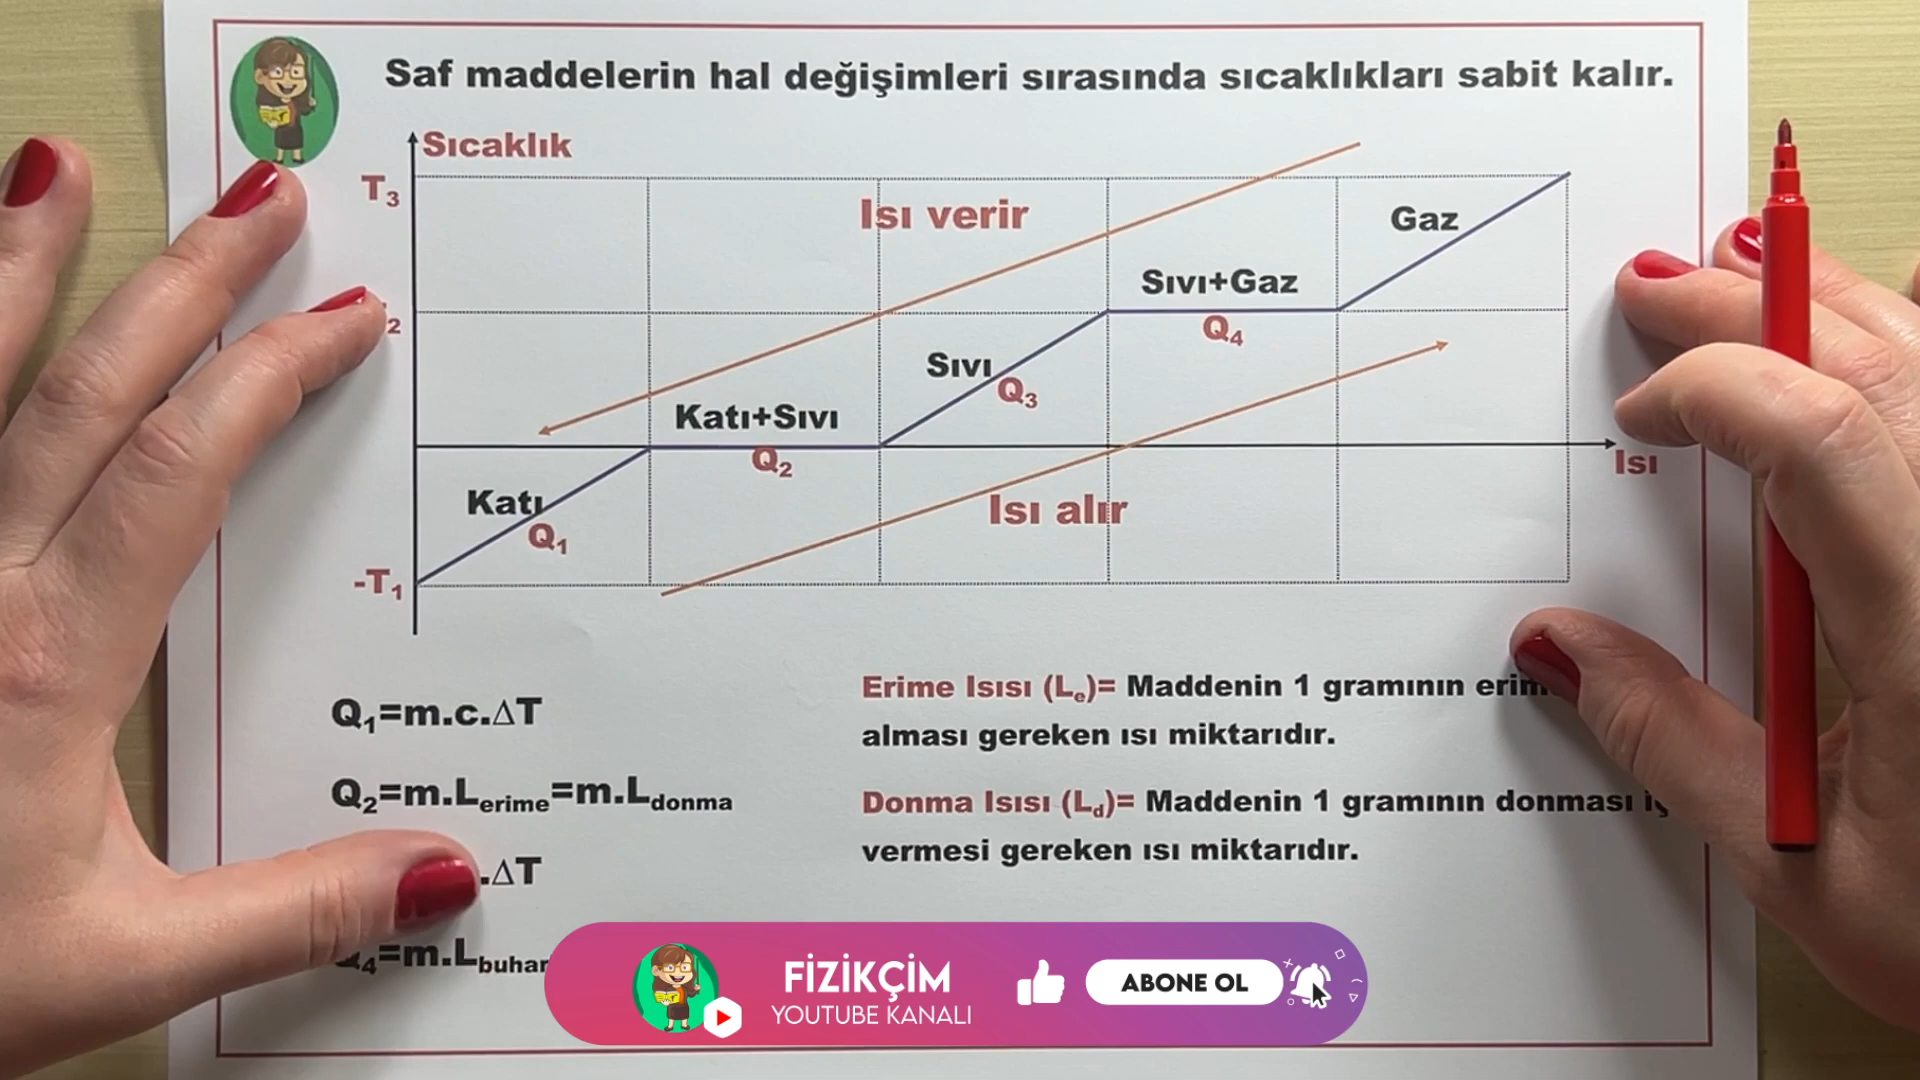 Saf maddelerin hal değişimleri sırasında sıcaklıkları sabit kalır.
Sıcaklık
T3
Isı verir
Gaz
Sıvı+Gaz
2
Q4
Sıvı
Q3
Katı+Sıvı
Q2
Isı
Katı
Isı alır
Q1
-T1
Q1=m.c.∆T
Q2=m.Lerime=m.Ldonma
.∆T
Q4=m.Lbuhar
Erime Isısı (Le)= Maddenin 1 gramının
alması gereken ısı miktarıdır.
Donma Isısı (Ld)= Maddenin 1 gramının donması
vermesi gereken ısı miktarıdır.
FİZİKÇİM
YOUTUBE KANALI
ABONE OL